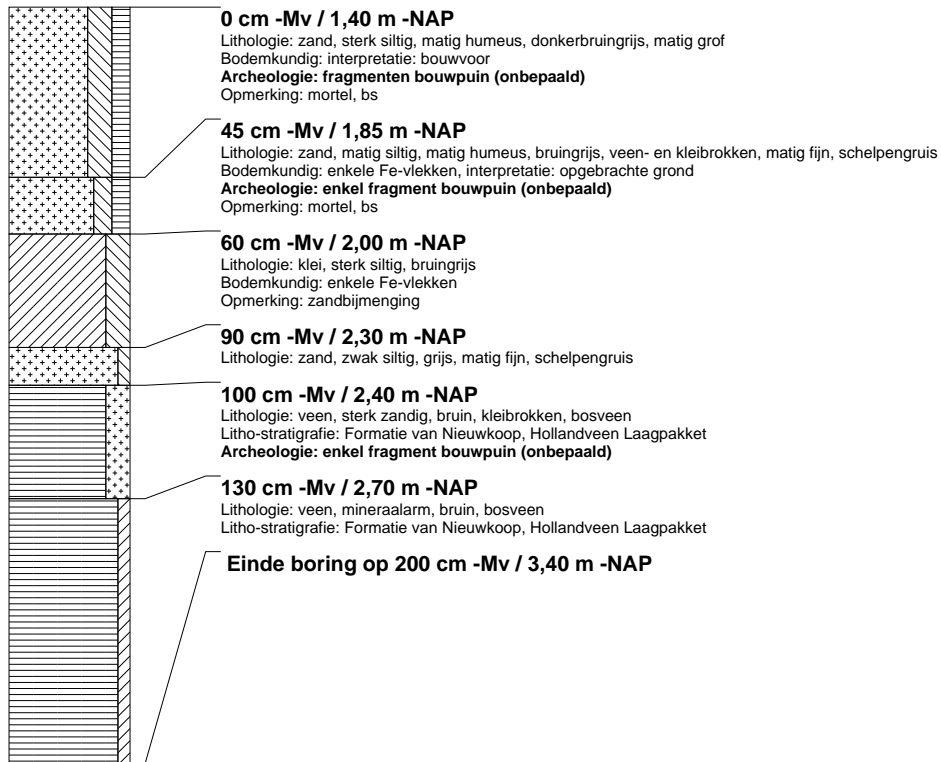 0 cm -Mv / 1,40 m -NAP
Lithologie: zand, sterk siltig, matig humeus, donkerbruingrijs, matig grof
Bodemkundig: interpretatie: bouwvoor
Archeologie: fragmenten bouwpuin (onbepaald)
Opmerking: mortel, bs
45 cm -Mv / 1,85 m -NAP
Lithologie: zand, matig siltig, matig humeus, bruingrijs, veen- en kleibrokken, matig fijn, schelpengruis
Bodemkundig: enkele Fe-vlekken, interpretatie: opgebrachte grond
Archeologie: enkel fragment bouwpuin (onbepaald)
Opmerking: mortel, bs
60 cm -Mv / 2,00 m -NAP
Lithologie: klei, sterk siltig, bruingrijs
Bodemkundig: enkele Fe-vlekken
Opmerking: zandbijmenging
90 cm -Mv / 2,30 m -NAP
Lithologie: zand, zwak siltig, grijs, matig fijn, schelpengruis
100 cm -Mv / 2,40 m -NAP
Lithologie: veen, sterk zandig, bruin, kleibrokken, bosveen
Litho-stratigrafie: Formatie van Nieuwkoop, Hollandveen Laagpakket
Archeologie: enkel fragment bouwpuin (onbepaald)
130 cm -Mv / 2,70 m -NAP
Lithologie: veen, mineraalarm, bruin, bosveen
Litho-stratigrafie: Formatie van Nieuwkoop, Hollandveen Laagpakket
Einde boring op 200 cm -Mv / 3,40 m -NAP